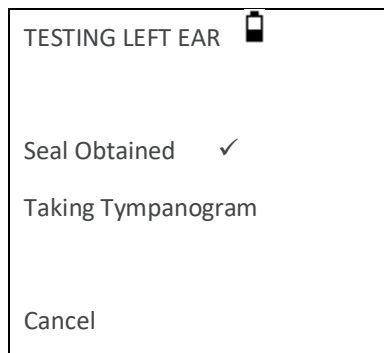 TESTING LEFT EAR
Seal Obtained ✓
Taking Tympanogram
Cancel